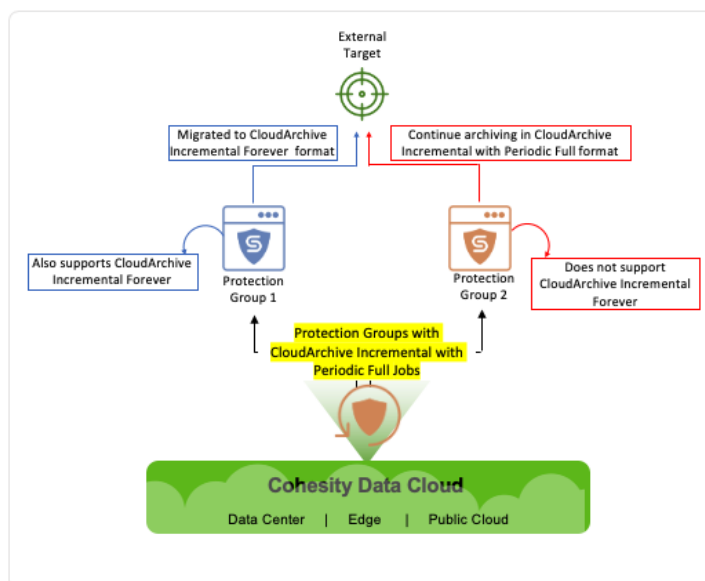 External
Target
Migrated to CloudArchive
Incremental Forever format
Continue archiving in CloudArchive
Incremental with Periodic Full format
S
S
Also supports CloudArchive
Incremental Forever
Protection
Group 1
Protection
Group 2
Does not support
CloudArchive Incremental
Forever
Protection Groups with
CloudArchive Incremental with
Periodic Full Jobs
Cohesity Data Cloud
Data Center | Edge | Public Cloud